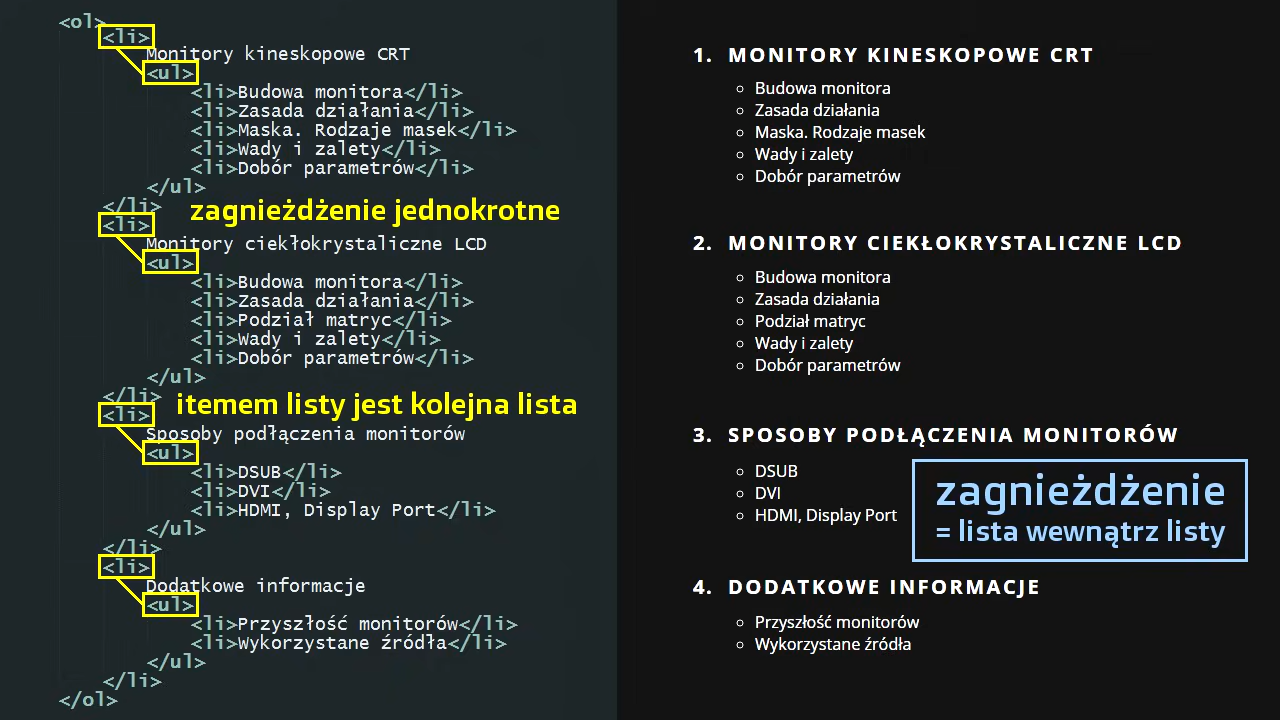 <ol>
<li>
Monitory kineskopowe CRT
<ul>
<li>Budowa monitora</li>
<li>Zasada działania</li>
<li>Maska. Rodzaje masek</li>
<li>Wady i zalety</li>
<li>Dobór parametrów</li>
</ul>
</li>
zagnieżdżenie jednokrotne
<li>
Monitory ciekłokrystaliczne LCD
<ul>
<li>Budowa monitora</li>
<li>Zasada działania</li>
<li>Podział matryc</li>
<li>Wady i zalety</li>
<li>Dobór parametrów</li>
</ul>
</li>
itemem listy jest kolejna lista
<li>
Sposoby podłączenia monitorów
<ul>
<li>DSUB</li>
<li>DVI</li>
<li>HDMI, Display Port</li>
</ul>
</li>
<li>
Dodatkowe informacje
<ul>
<li>Przyszłość monitorów</li>
<li>Wykorzystane źródła</li>
</ul>
</li>
</ol>
1. MONITORY KINESKOPOWE CRT
Budowa monitora
Zasada działania
Maska. Rodzaje masek
Wady i zalety
Dobór parametrów
2. MONITORY CIEKŁOKRYSTALICZNE LCD
Budowa monitora
Zasada działania
Podział matryc
Wady i zalety
Dobór parametrów
3. SPOSOBY PODŁĄCZENIA MONITORÓW
DSUB
DVI
HDMI, Display Port
zagnieżdżenie
= lista wewnątrz listy
4. DODATKOWE INFORMACJE
Przyszłość monitorów
Wykorzystane źródła